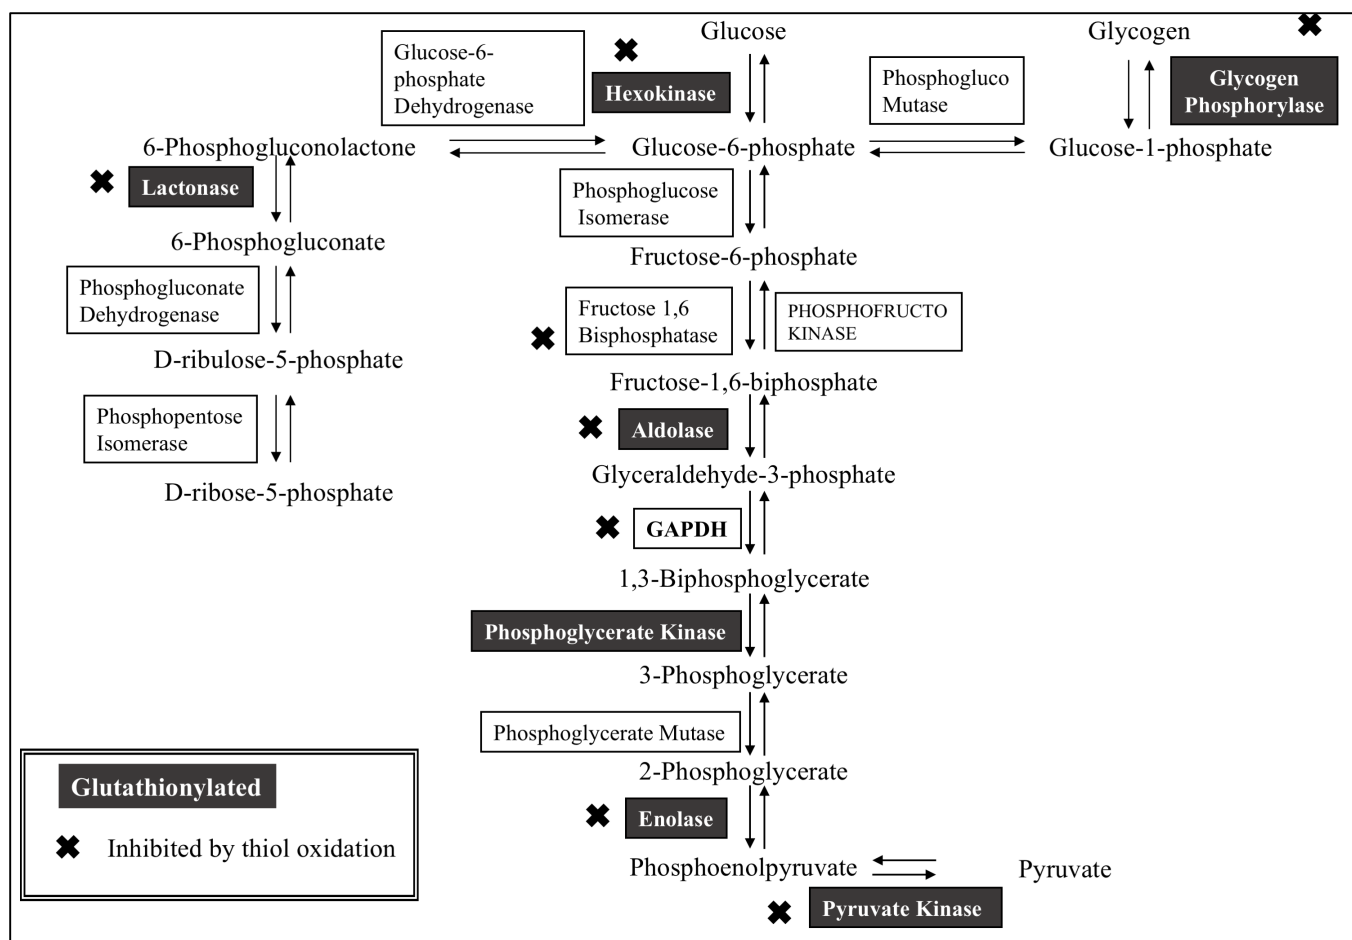 Glucose
Glycogen
Glucose-6-
phosphate
Dehydrogenase
Hexokinase
Phosphogluco
Mutase
Glycogen
Phosphorylase
6-Phosphogluconolactone
Glucose-6-phosphate
Glucose-1-phosphate
Lactonase
Phosphoglucose
Isomerase
6-Phosphogluconate
Fructose-6-phosphate
Phosphogluconate
Dehydrogenase
Fructose 1,6
Bisphosphatase
PHOSPHOFRUCTO
KINASE
D-ribulose-5-phosphate
Fructose-1,6-biphosphate
Phosphopentose
Isomerase
Aldolase
Glyceraldehyde-3-phosphate
D-ribose-5-phosphate
GAPDH
1,3-Biphosphoglycerate
Phosphoglycerate Kinase
3-Phosphoglycerate
Phosphoglycerate Mutase
2-Phosphoglycerate
Glutathionylated
Enolase
Inhibited by thiol oxidation
Phosphoenolpyruvate
Pyruvate
Pyruvate Kinase